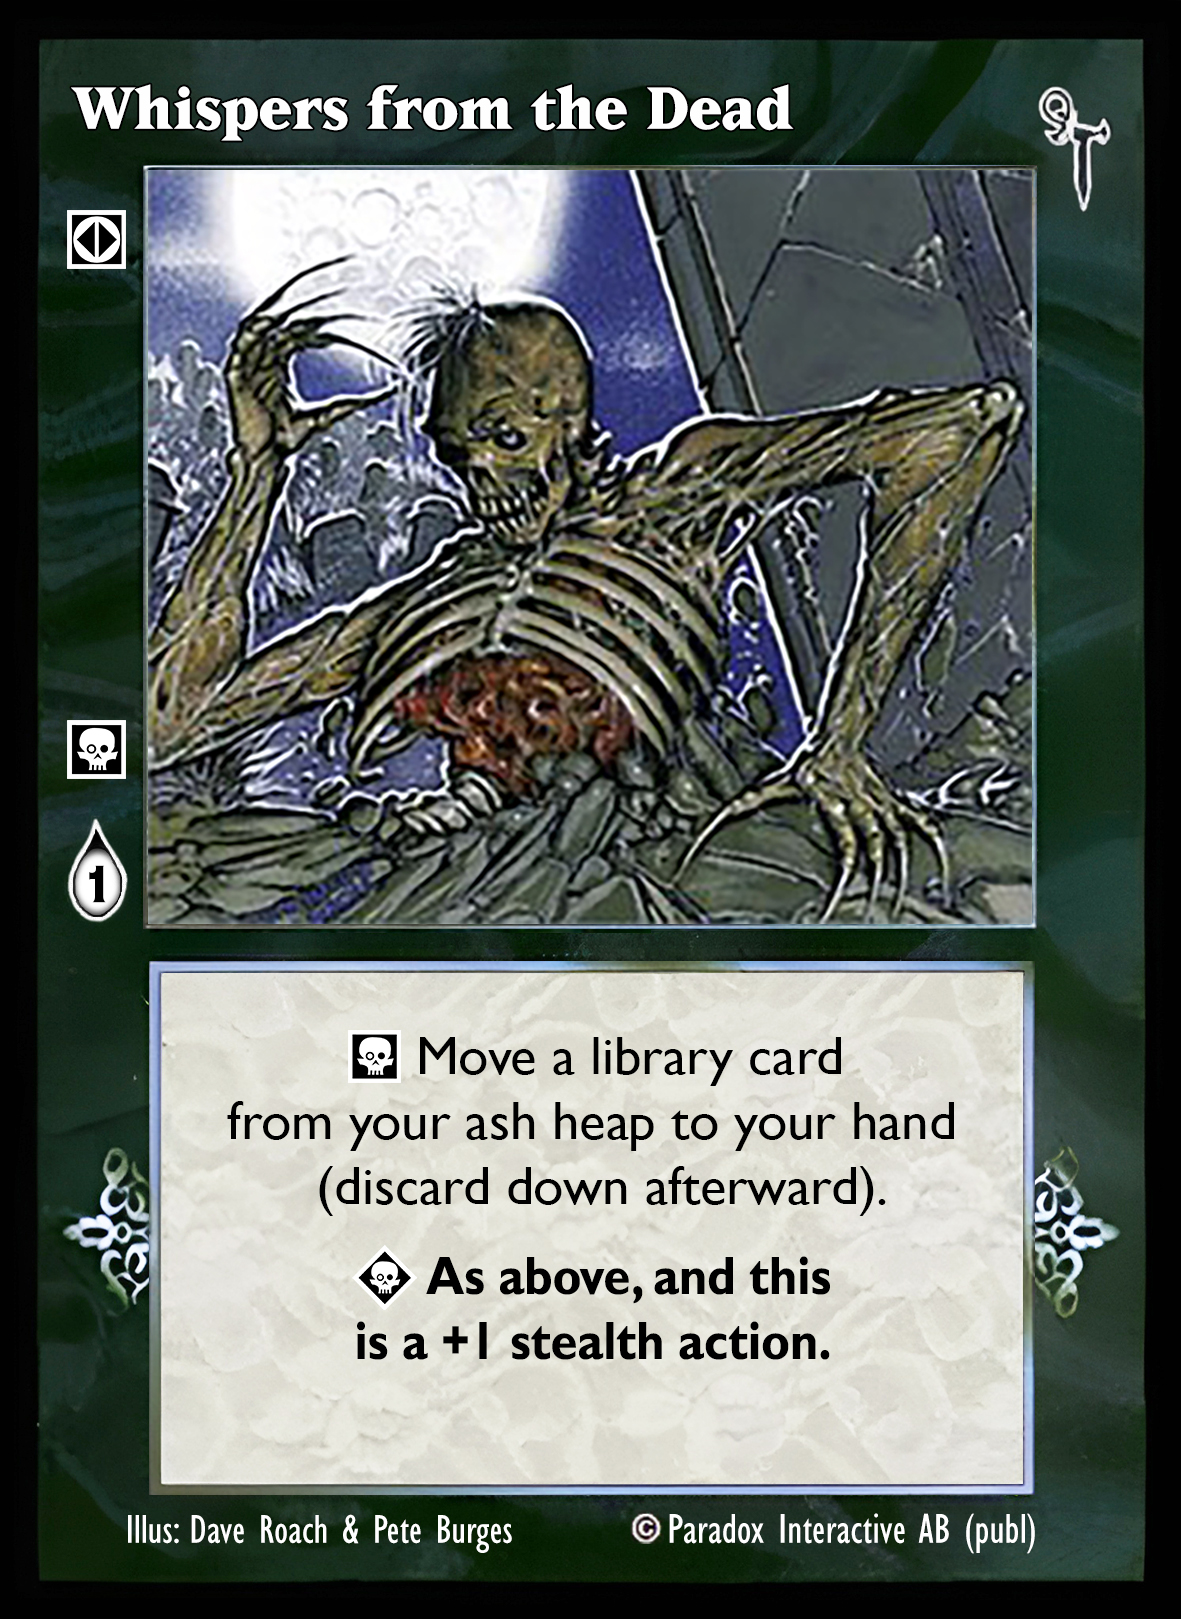 Whispers from the Dead
1
Move a library card
from your ash heap to your hand
(discard down afterward).
As above, and this
is a +1 stealth action.
Illus: Dave Roach & Pete Burges
© Paradox Interactive AB (publ)